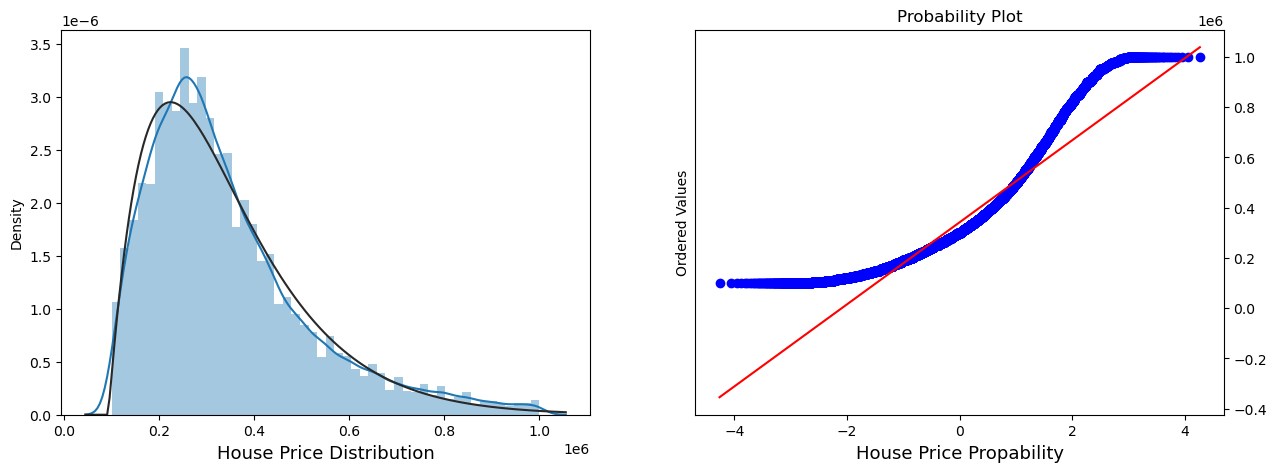 1e−6
3.5
3.0
2.5
2.0
1.5
1.0
0.5
0.0
Density
0.0 0.2 0.4 0.6 0.8 1.0
1e6
House Price Distribution
Probability Plot
1e6
1.0
0.8
0.6
0.4
0.2
0.0
−0.2
−0.4
Ordered Values
−4 −2 0 2 4
House Price Propability